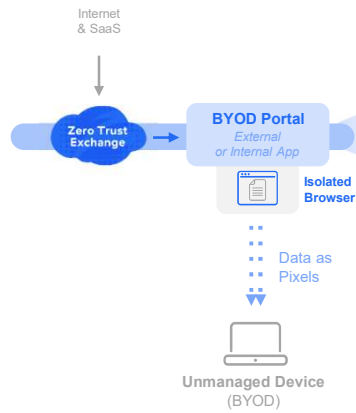 Internet
& SaaS
Zero Trust
Exchange
BYOD Portal
External
or Internal App
Isolated
Browser
Data as
Pixels
Unmanaged Device
(BYOD)